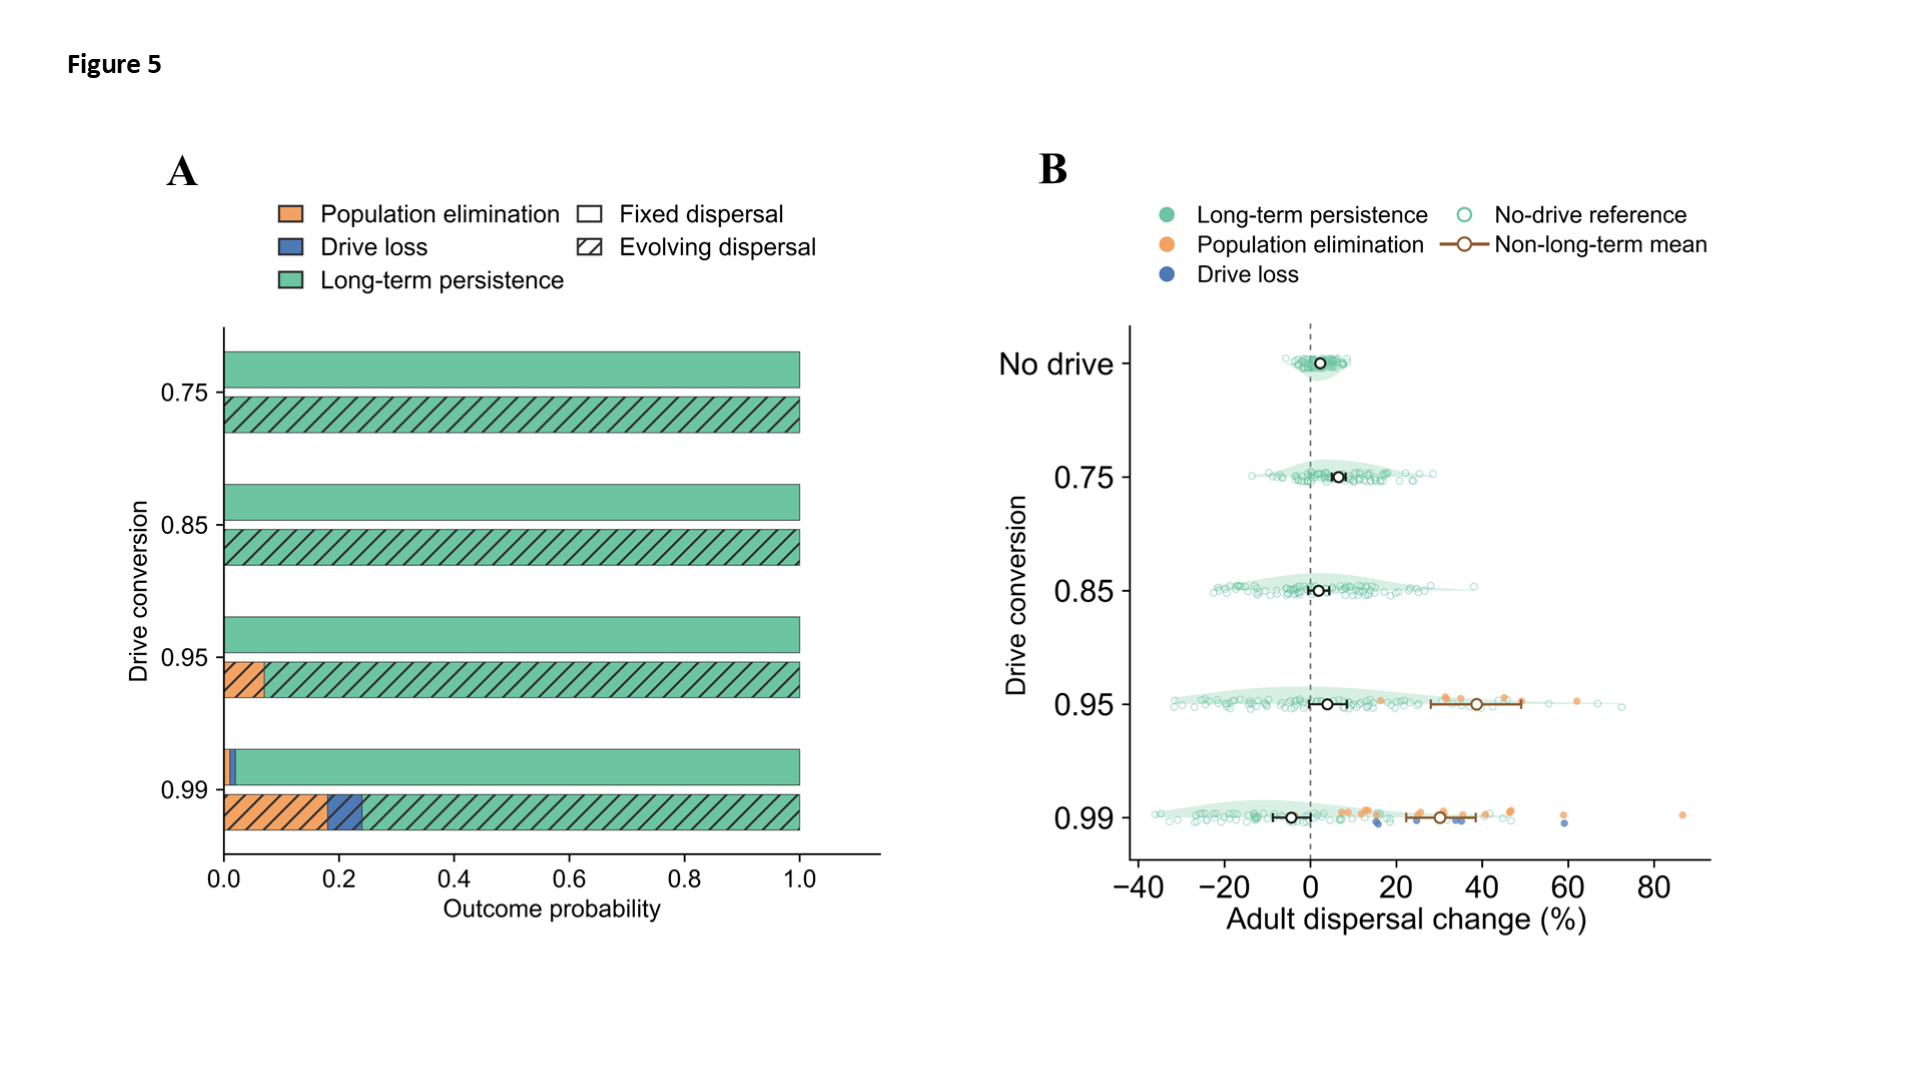 Figure 5
A
Population elimination
Fixed dispersal
Drive loss
Evolving dispersal
Long-term persistence
Drive conversion
0.75
0.85
0.95
0.99
0.0 0.2 0.4 0.6 0.8 1.0
Outcome probability
B
Long-term persistence
No-drive reference
Population elimination
Non-long-term mean
Drive loss
Drive conversion
No drive
0.75
0.85
0.95
0.99
−40 −20 0 20 40 60 80
Adult dispersal change (%)